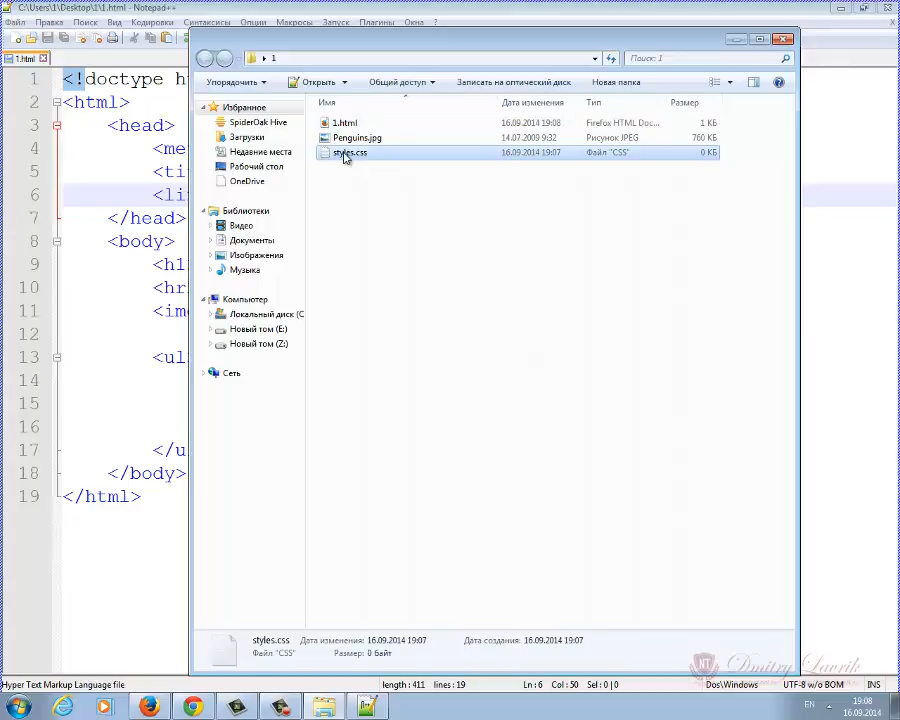 C:\Users\1\Desktop\1\1.html - Notepad++
Файл Правка Поиск Вид Кодировки Синтаксисы Опции Макросы Запуск Плагины Окна ? X
1.html
1 <!doctype h
2 <html>
3 <head>
4 <me
5 <ti
6 <li
7 </head>
8 <body>
9 <h1
10 <hr
11 <im
12
13 <ul
14
15
16
17 </u
18 </body>
19 </html>
1
Поиск: 1
Упорядочить Открыть Общий доступ Записать на оптический диск Новая папка
Имя Дата изменения Тип Размер
1.html 16.09.2014 19:08 Firefox HTML Doc... 1 КБ
Penguins.jpg 14.07.2009 9:32 Рисунок JPEG 760 КБ
styles.css 16.09.2014 19:07 Файл "CSS" 0 КБ
Избранное
SpiderOak Hive
Загрузки
Недавние места
Рабочий стол
OneDrive
Библиотеки
Видео
Документы
Изображения
Музыка
Компьютер
Локальный диск (C
Новый том (E:)
Новый том (Z:)
Сеть
styles.css Дата изменения: 16.09.2014 19:07 Дата создания: 16.09.2014 19:07
Файл "CSS" Размер: 0 байт
NT Dmitry Lavrik
Hyper Text Markup Language file length : 411 lines : 19 Ln : 6 Col : 50 Sel : 0 | 0 Dos\Windows UTF-8 w/o BOM INS
EN 19:08
16.09.2014